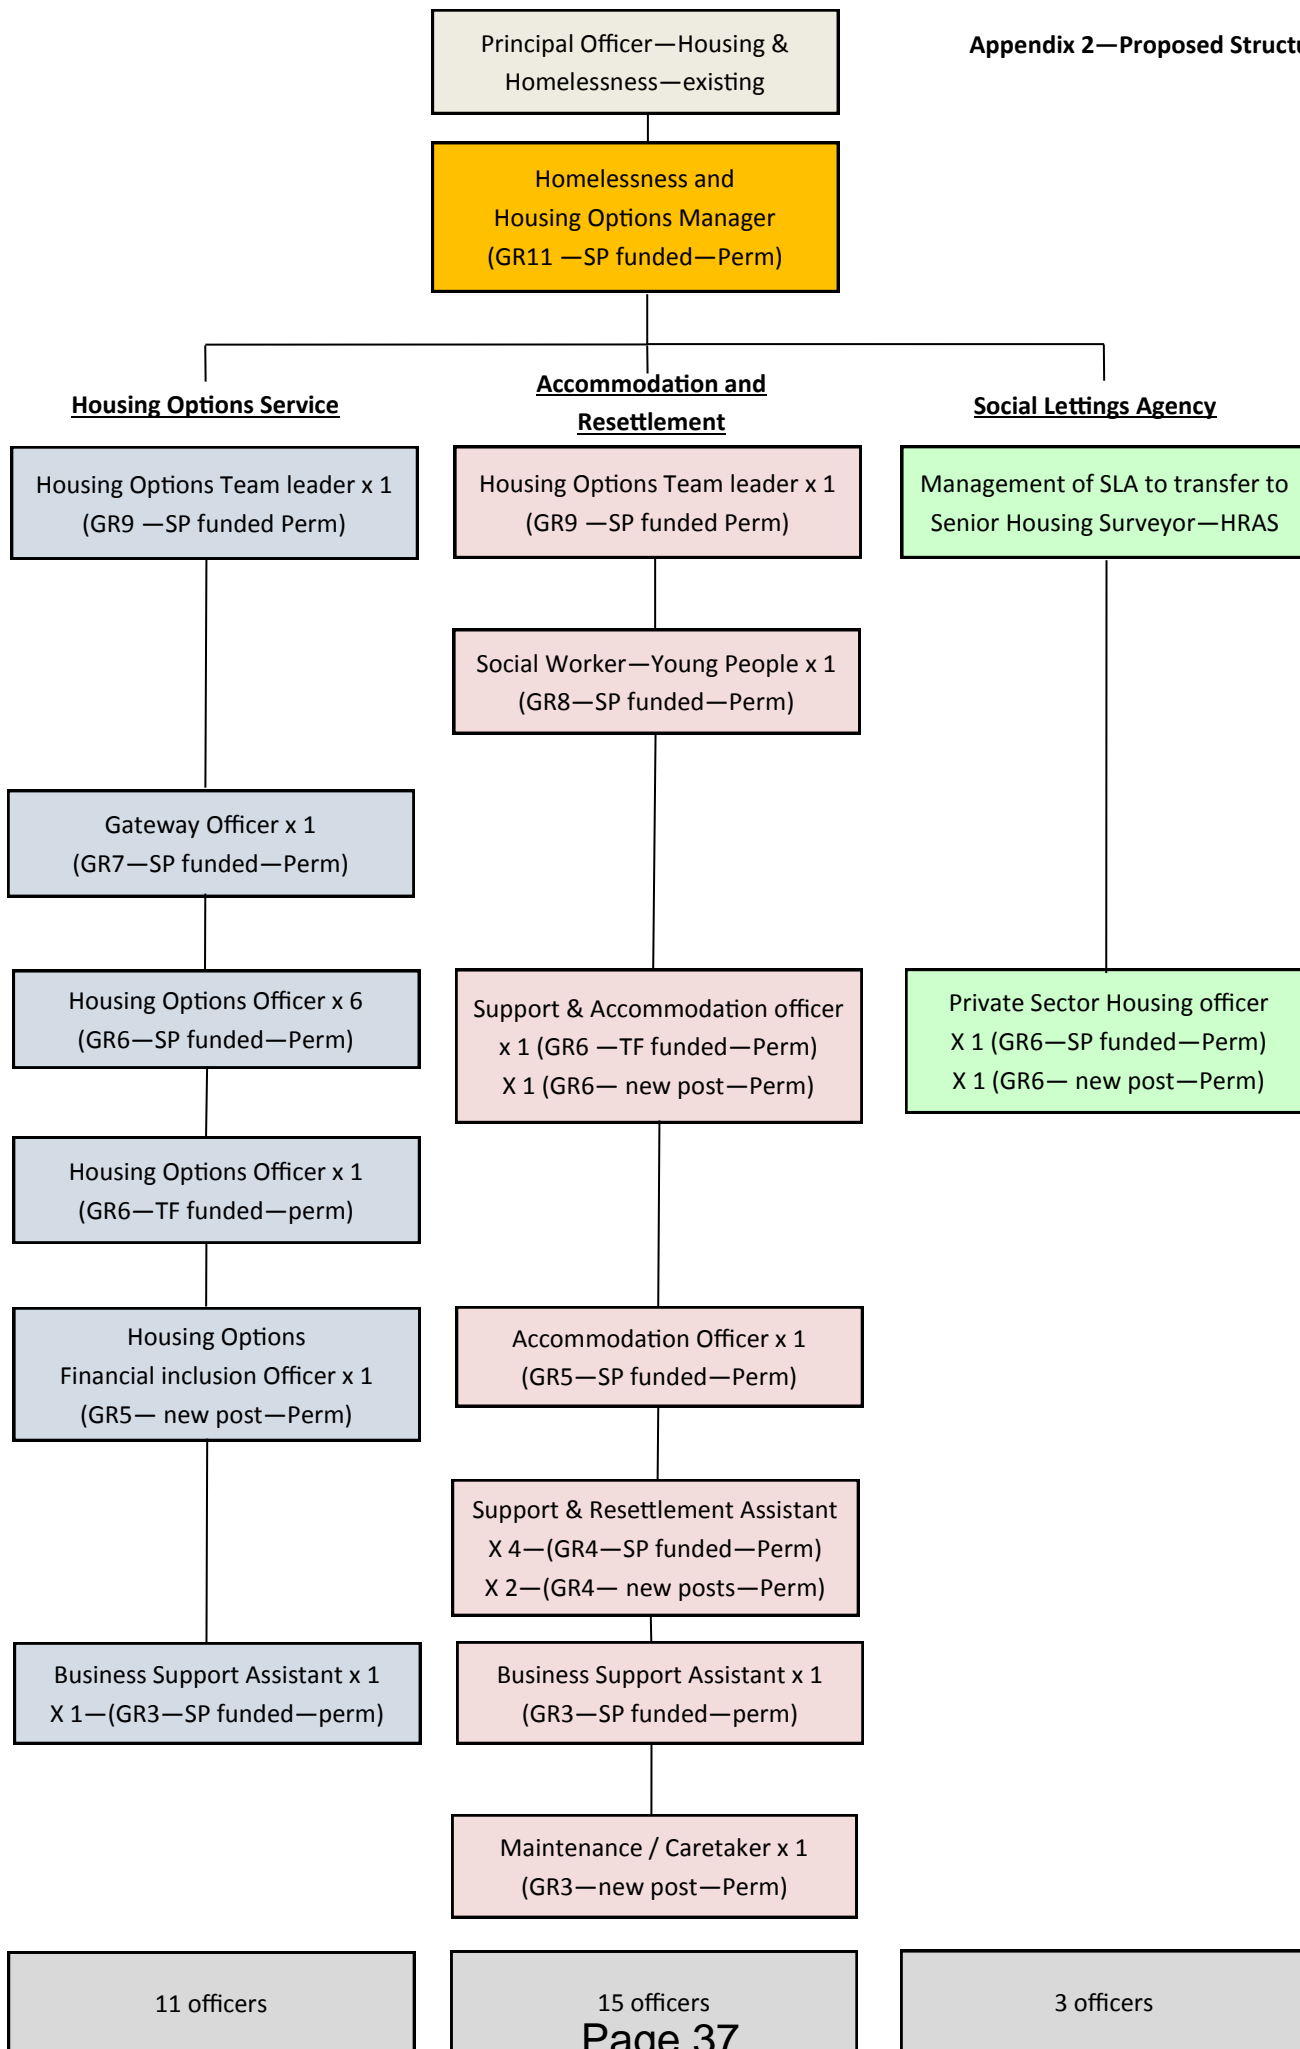 Principal Officer—Housing &
Homelessness—existing
Appendix 2—Proposed Struct
Homelessness and
Housing Options Manager
(GR11 —SP funded—Perm)
Housing Options Service
Housing Options Team leader x 1
(GR9 —SP funded Perm)
Gateway Officer x 1
(GR7—SP funded—Perm)
Housing Options Officer x 6
(GR6—SP funded—Perm)
Housing Options Officer x 1
(GR6—TF funded—perm)
Housing Options
Financial inclusion Officer x 1
(GR5— new post—Perm)
Business Support Assistant x 1
X 1—(GR3—SP funded—perm)
11 officers
Accommodation and
Resettlement
Housing Options Team leader x 1
(GR9 —SP funded Perm)
Social Worker—Young People x 1
(GR8—SP funded—Perm)
Support & Accommodation officer
x 1 (GR6 —TF funded—Perm)
X 1 (GR6— new post—Perm)
Accommodation Officer x 1
(GR5—SP funded—Perm)
Support & Resettlement Assistant
X 4—(GR4—SP funded—Perm)
X 2—(GR4— new posts—Perm)
Business Support Assistant x 1
(GR3—SP funded—perm)
Maintenance / Caretaker x 1
(GR3—new post—Perm)
15 officers
Page 37
Social Lettings Agency
Management of SLA to transfer to
Senior Housing Surveyor—HRAS
Private Sector Housing officer
X 1 (GR6—SP funded—Perm)
X 1 (GR6— new post—Perm)
3 officers